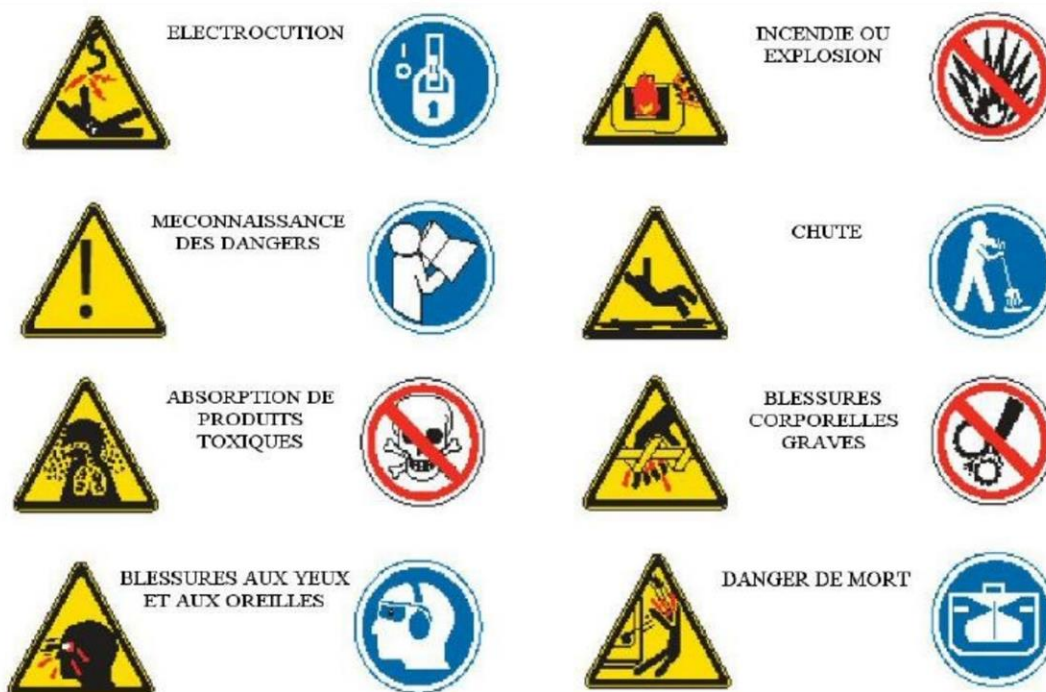 ELECTROCUTION
INCENDIE OU
EXPLOSION
MECONNAISSANCE
DES DANGERS
CHUTE
ABSORPTION DE
PRODUITS
TOXIQUES
BLESSURES
CORPORELLES
GRAVES
BLESSURES AUX YEUX
ET AUX OREILLES
DANGER DE MORT